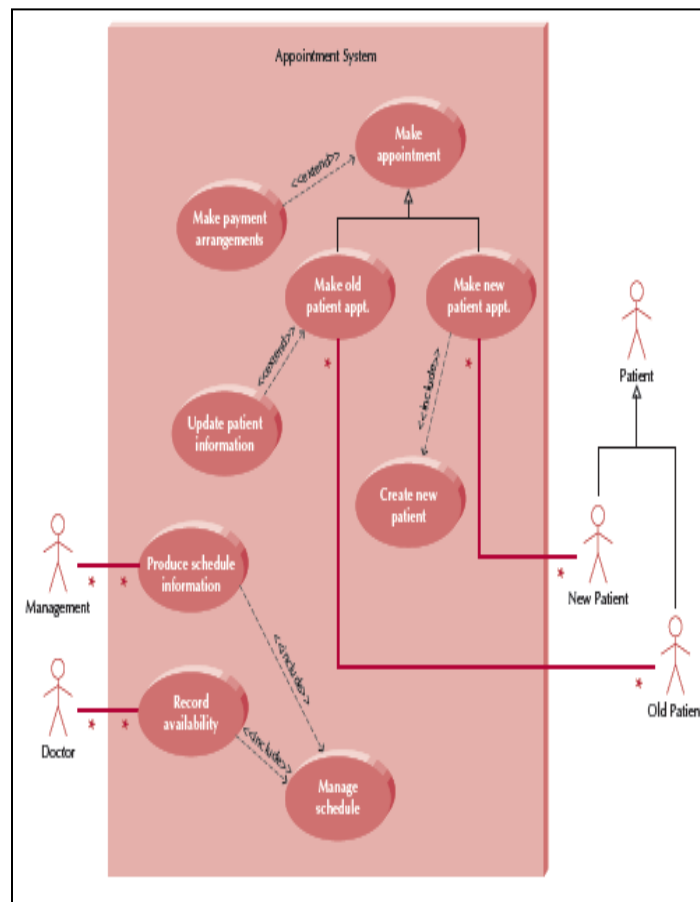 Appointment System
Make
appointment
<<extend>>
Make payment
arrangements
Make old
patient appt.
Make new
patient appt.
*
*
<<extend>>
<<include>>
Patient
Update patient
information
Create new
patient
Management
*
*
Produce schedule
information
*
New Patient
<<include>>
Doctor
*
*
Record
availability
*
Old Patient
<<include>>
Manage
schedule